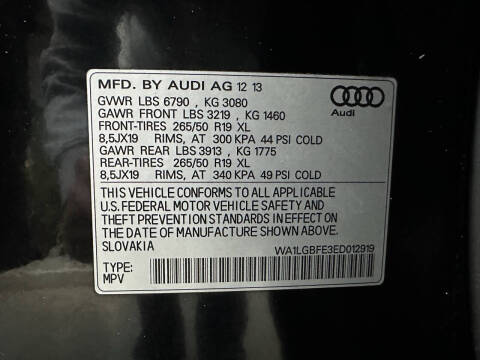 MFD. BY AUDI AG 12 13
GVWR LBS 6790 , KG 3080
GAWR FRONT LBS 3219 , KG 1460
FRONT-TIRES 265/50 R19 XL
8,5JX19 RIMS, AT 300 KPA 44 PSI COLD
GAWR REAR LBS 3913 , KG 1775
REAR-TIRES 265/50 R19 XL
8,5JX19 RIMS, AT 340 KPA 49 PSI COLD
Audi
THIS VEHICLE CONFORMS TO ALL APPLICABLE
U.S. FEDERAL MOTOR VEHICLE SAFETY AND
THEFT PREVENTION STANDARDS IN EFFECT ON
THE DATE OF MANUFACTURE SHOWN ABOVE.
SLOVAKIA WA1LGBFE3ED012919
TYPE:
MPV